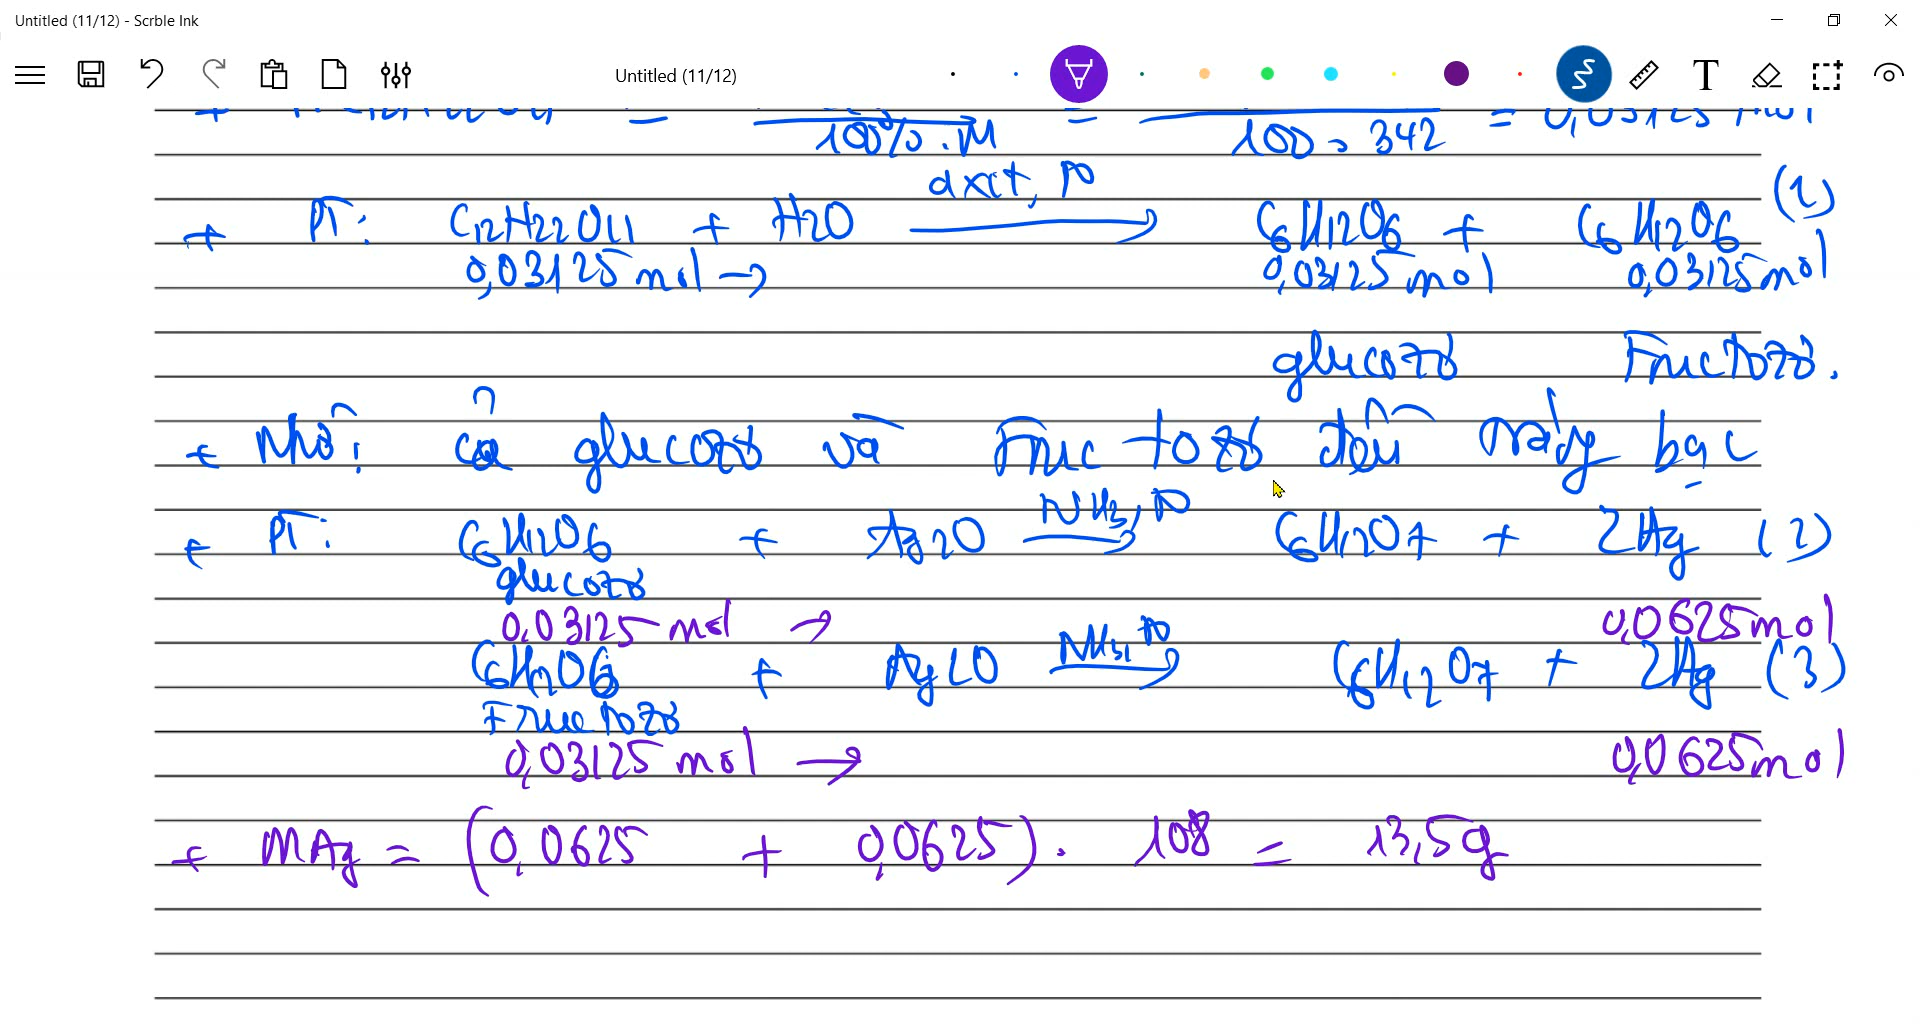 Untitled (11/12) - Scrble Ink
Untitled (11/12)
T
100% . M = 100 . 342 = 0,03125 mol
axit, t°
+ PT: C12H22O11 + H2O → C6H12O6 + C6H12O6 (1)
0,03125 mol → 0,03125 mol 0,03125 mol
glucozơ Fructozơ.
+ Nhớ: cả glucozơ và Fructozơ đều tráng bạc
NH3, t°
+ PT: C6H12O6 + Ag2O → C6H12O7 + 2Ag (2)
glucozơ
0,03125 mol → 0,0625 mol
NH3, t°
C6H12O6 + Ag2O → C6H12O7 + 2Ag (3)
Fructozơ
0,03125 mol → 0,0625 mol
+ mAg = (0,0625 + 0,0625) . 108 = 13,5g